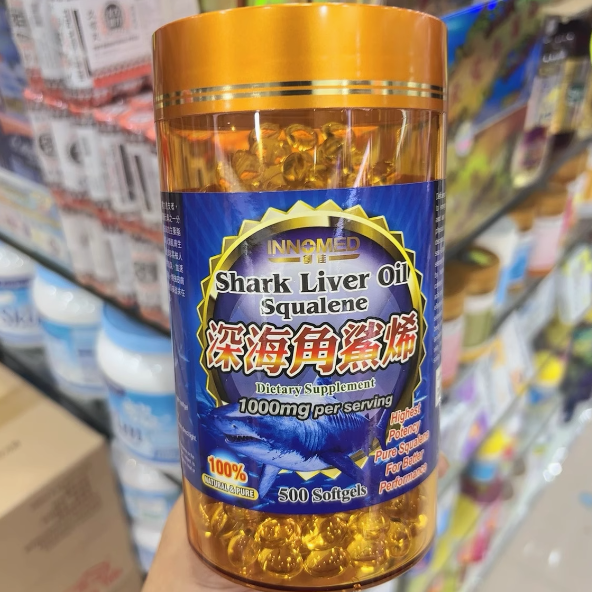 INNOMED
Shark Liver Oil
Squalene
深海角鯊烯
Dietary Supplement
1000mg per serving
Highest
Potency
Pure Squalene
For Better
Performance
100%
NATURAL & PURE
500 Softgels